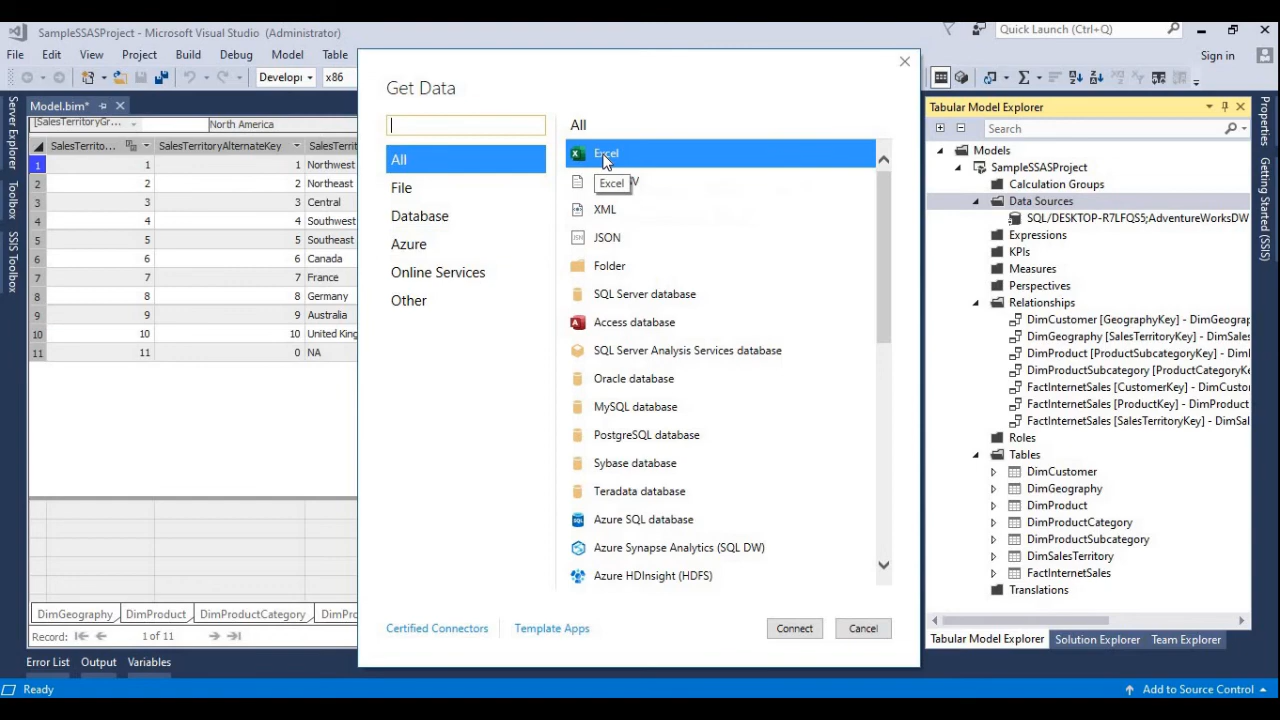 SampleSSASProject - Microsoft Visual Studio (Administrator)
Quick Launch (Ctrl+Q)
File Edit View Project Build Debug Model Table
Sign in
Developı x86
Model.bim*
[SalesTerritoryGr... North America
SalesTerrito... SalesTerritoryAlternateKey SalesTerrit
1 1 1 Northwest
2 2 2 Northeast
3 3 3 Central
4 4 4 Southwest
5 5 5 Southeast
6 6 6 Canada
7 7 7 France
8 8 8 Germany
9 9 9 Australia
10 10 10 United King
11 11 0 NA
DimGeography DimProduct DimProductCategory DimPro
Record: 1 of 11
Error List Output Variables
Ready
Add to Source Control
Server Explorer
Toolbox
SSIS Toolbox
Get Data
All
File
Database
Azure
Online Services
Other
All
Excel
Excel
V
XML
JSON
Folder
SQL Server database
Access database
SQL Server Analysis Services database
Oracle database
MySQL database
PostgreSQL database
Sybase database
Teradata database
Azure SQL database
Azure Synapse Analytics (SQL DW)
Azure HDInsight (HDFS)
Certified Connectors
Template Apps
Connect
Cancel
Tabular Model Explorer
Search
Models
SampleSSASProject
Calculation Groups
Data Sources
SQL/DESKTOP-R7LFQS5;AdventureWorksDW
Expressions
KPIs
Measures
Perspectives
Relationships
DimCustomer [GeographyKey] - DimGeograp
DimGeography [SalesTerritoryKey] - DimSales
DimProduct [ProductSubcategoryKey] - DimP
DimProductSubcategory [ProductCategoryKe
FactInternetSales [CustomerKey] - DimCusto
FactInternetSales [ProductKey] - DimProduct
FactInternetSales [SalesTerritoryKey] - DimSa
Roles
Tables
DimCustomer
DimGeography
DimProduct
DimProductCategory
DimProductSubcategory
DimSalesTerritory
FactInternetSales
Translations
Tabular Model Explorer Solution Explorer Team Explorer
Properties
Getting Started (SSIS)